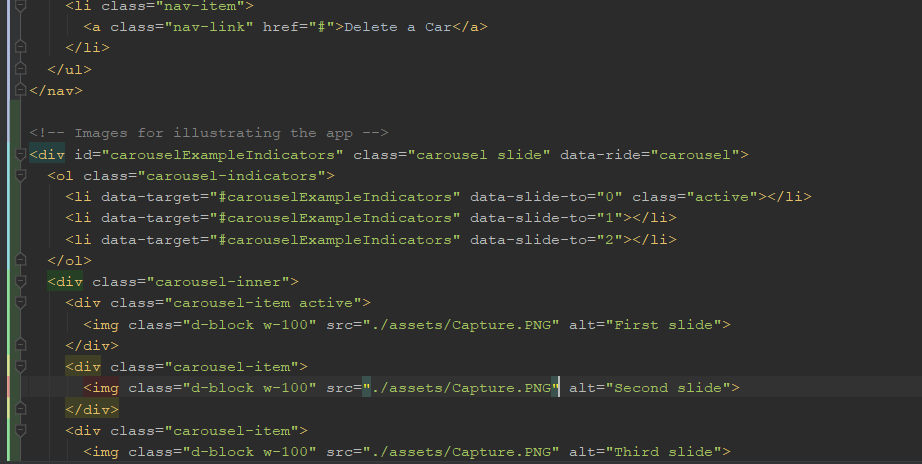 <li class="nav-item">
<a class="nav-link" href="#">Delete a Car</a>
</li>
</ul>
</nav>
<!-- Images for illustrating the app -->
<div id="carouselExampleIndicators" class="carousel slide" data-ride="carousel">
<ol class="carousel-indicators">
<li data-target="#carouselExampleIndicators" data-slide-to="0" class="active"></li>
<li data-target="#carouselExampleIndicators" data-slide-to="1"></li>
<li data-target="#carouselExampleIndicators" data-slide-to="2"></li>
</ol>
<div class="carousel-inner">
<div class="carousel-item active">
<img class="d-block w-100" src="./assets/Capture.PNG" alt="First slide">
</div>
<div class="carousel-item">
<img class="d-block w-100" src="./assets/Capture.PNG" alt="Second slide">
</div>
<div class="carousel-item">
<img class="d-block w-100" src="./assets/Capture.PNG" alt="Third slide">